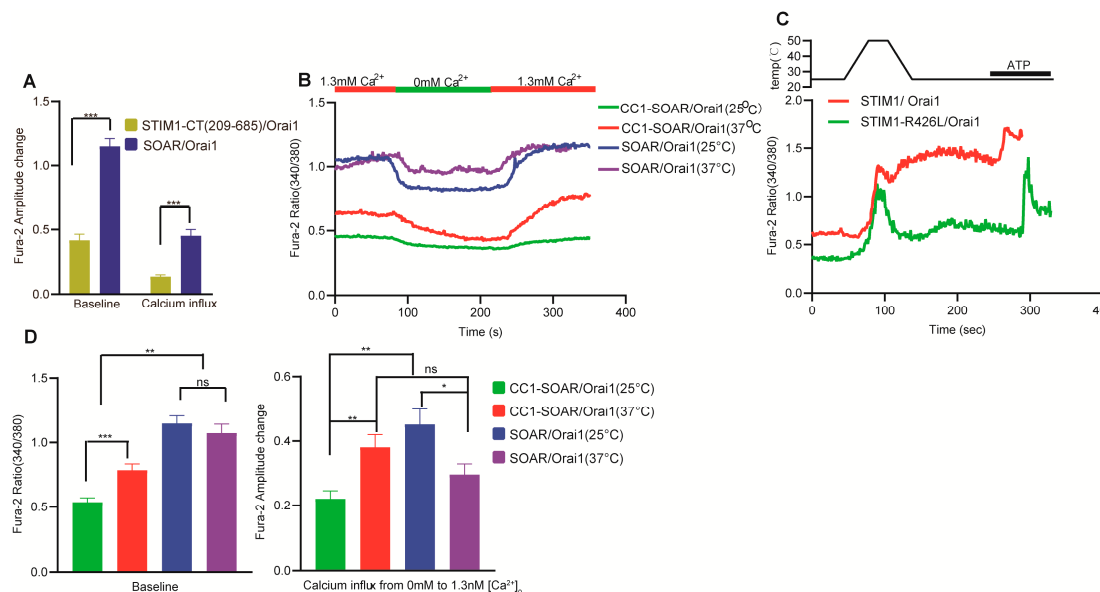 C
50
40
30
20
temp(℃)
ATP
A
B
1.3mM Ca²⁺ 0mM Ca²⁺ 1.3mM Ca²⁺
1.5
1.0
0.5
0.0
Fura-2 Amplitude change
***
***
STIM1-CT(209-685)/Orai1
SOAR/Orai1
Baseline Calcium influx
1.5
1.0
0.5
0.0
Fura-2 Ratio(340/380)
0 100 200 300 400
Time (s)
CC1-SOAR/Orai1(25°C)
CC1-SOAR/Orai1(37°C
SOAR/Orai1(25°C)
SOAR/Orai1(37°C)
2.0
1.5
1.0
0.5
0.0
Fura-2 Ratio(340/380)
STIM1/ Orai1
STIM1-R426L/Orai1
0 100 200 300 4
Time (sec)
D
1.5
1.0
0.5
0.0
Fura-2 Ratio(340/380)
**
ns
***
Baseline
0.6
0.4
0.2
0.0
Fura-2 Amplitude change
**
ns
*
**
Calcium influx from 0mM to 1.3nM [Ca²⁺]o
CC1-SOAR/Orai1(25°C)
CC1-SOAR/Orai1(37°C)
SOAR/Orai1(25°C)
SOAR/Orai1(37°C)